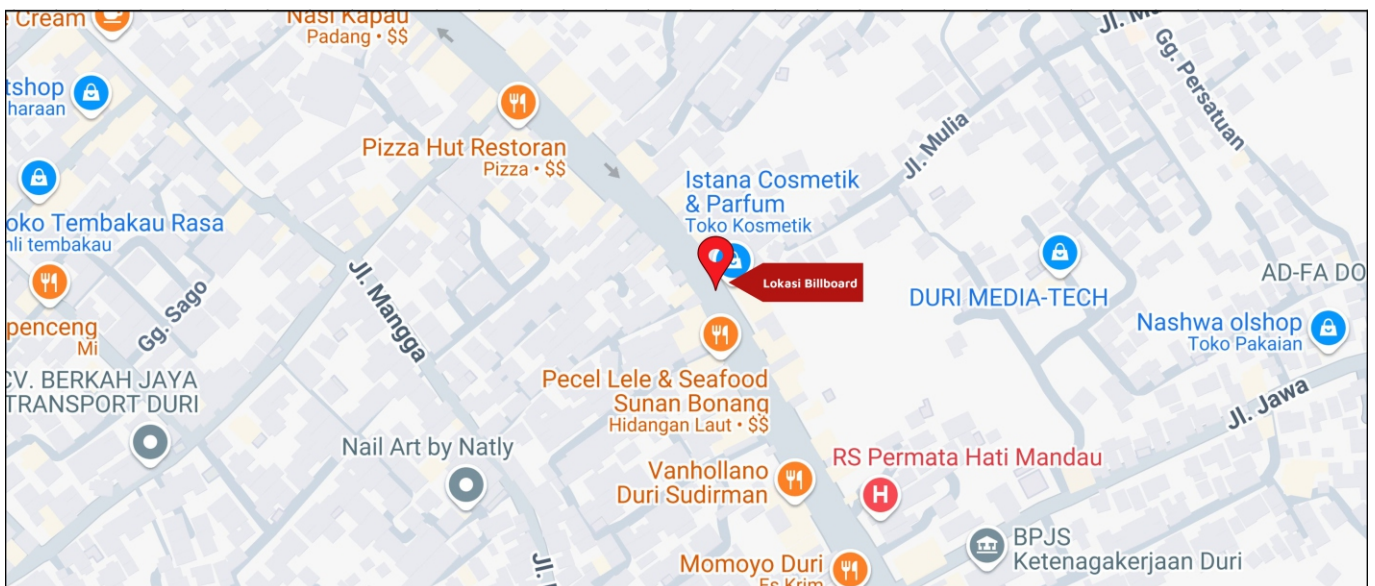 e Cream
Nasi Kapau
Padang • $$
tshop
haraan
Pizza Hut Restoran
Pizza • $$
Jl. Mulia
Gg. Persatuan
Istana Cosmetik
& Parfum
Toko Kosmetik
oko Tembakau Rasa
li tembakau
Lokasi Billboard
DURI MEDIA-TECH
AD-FA DO
Gg. Sago
Jl. Mangga
penceng
Mi
Nashwa olshop
Toko Pakaian
CV. BERKAH JAYA
TRANSPORT DURI
Pecel Lele & Seafood
Sunan Bonang
Hidangan Laut • $$
Jl. Jawa
Nail Art by Natly
Vanhollano
Duri Sudirman
RS Permata Hati Mandau
H
BPJS
Ketenagakerjaan Duri
Jl.
Momoyo Duri
Es Krim